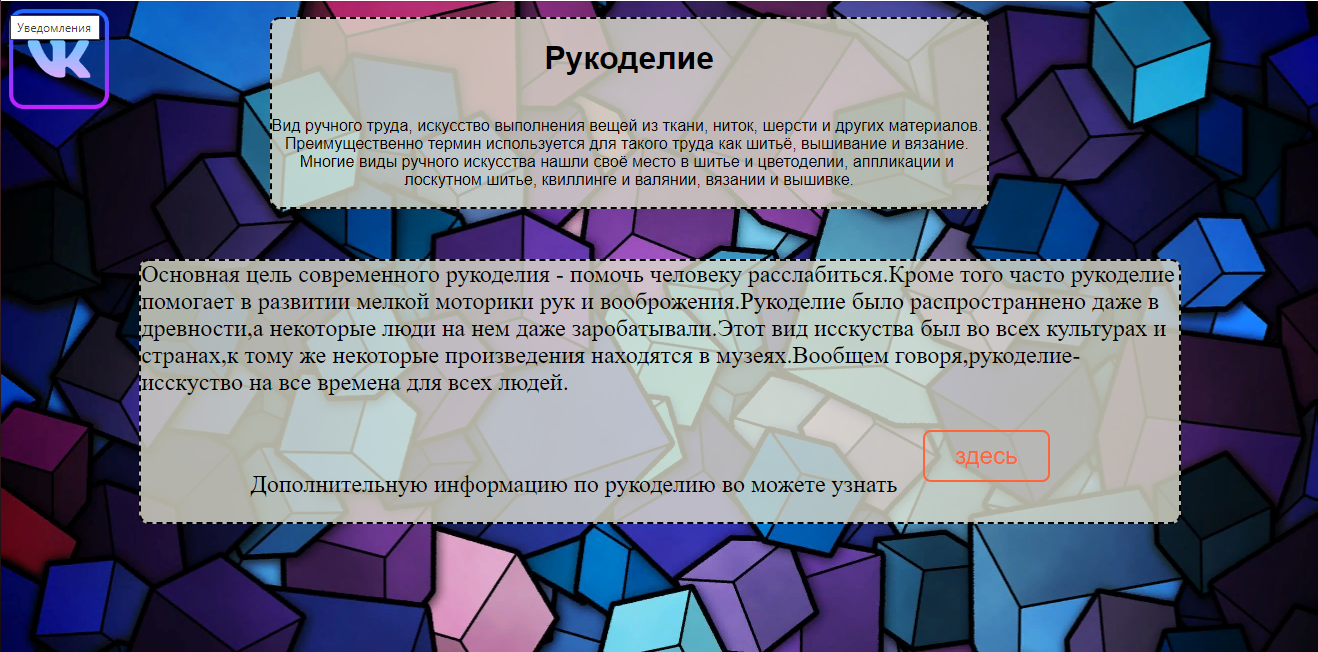 Уведомления
Рукоделие
Вид ручного труда, искусство выполнения вещей из ткани, ниток, шерсти и других материалов.
Преимущественно термин используется для такого труда как шитьё, вышивание и вязание.
Многие виды ручного искусства нашли своё место в шитье и цветоделии, аппликации и
лоскутном шитье, квиллинге и валянии, вязании и вышивке.
Основная цель современного рукоделия - помочь человеку расслабиться.Кроме того часто рукоделие
помогает в развитии мелкой моторики рук и вооброжения.Рукоделие было распространнено даже в
древности,а некоторые люди на нем даже заробатывали.Этот вид исскуства был во всех культурах и
странах,к тому же некоторые произведения находятся в музеях.Вообщем говоря,рукоделие-
исскуство на все времена для всех людей.
здесь
Дополнительную информацию по рукоделию во можете узнать